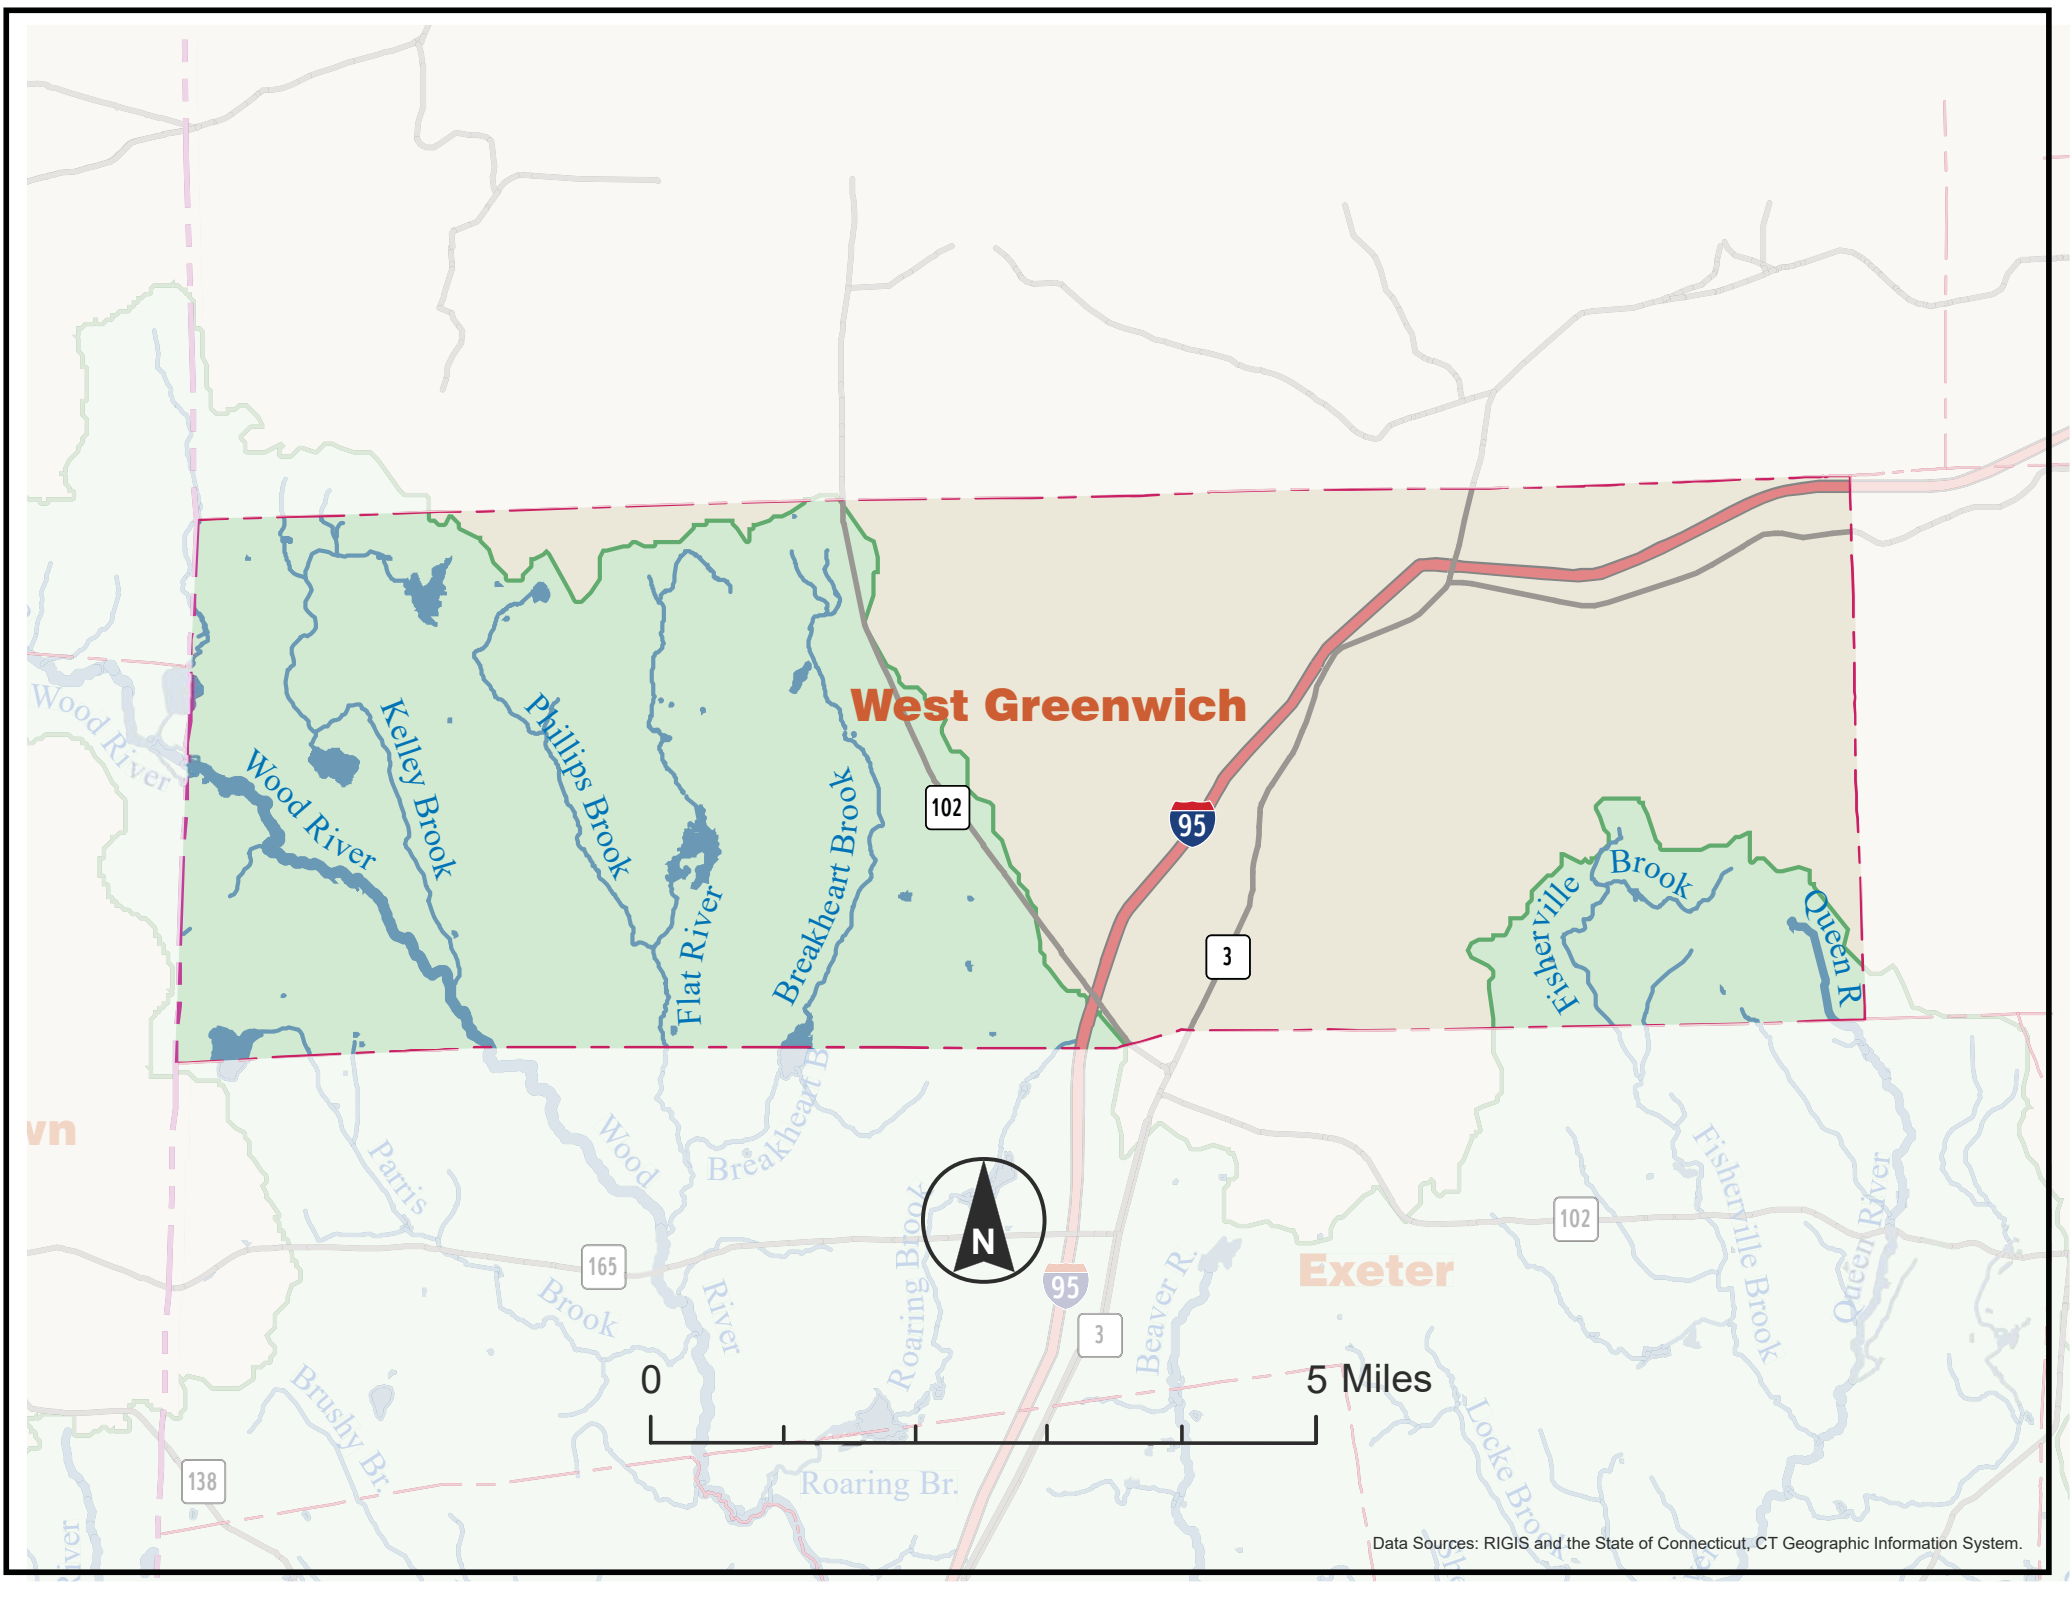 West Greenwich
Wood River
Wood River
Kelley Brook
Phillips Brook
Flat River
Breakheart Brook
102
95
3
Fisherville
Brook
Queen R
wn
Parris
Brook
Wood
River
Breakheart B
165
Roaring Brook
N
95
3
Beaver R.
Exeter
102
Fisherville Brook
Queen River
0
5 Miles
Brushy Br.
138
Roaring Br.
Locke Brook
iver
Data Sources: RIGIS and the State of Connecticut, CT Geographic Information System.